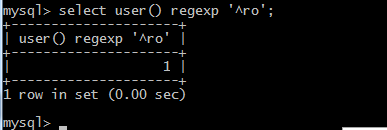 mysql> select user() regexp '^ro';
+---------------------+
| user() regexp '^ro' |
+---------------------+
|                   1 |
+---------------------+
1 row in set (0.00 sec)
mysql>